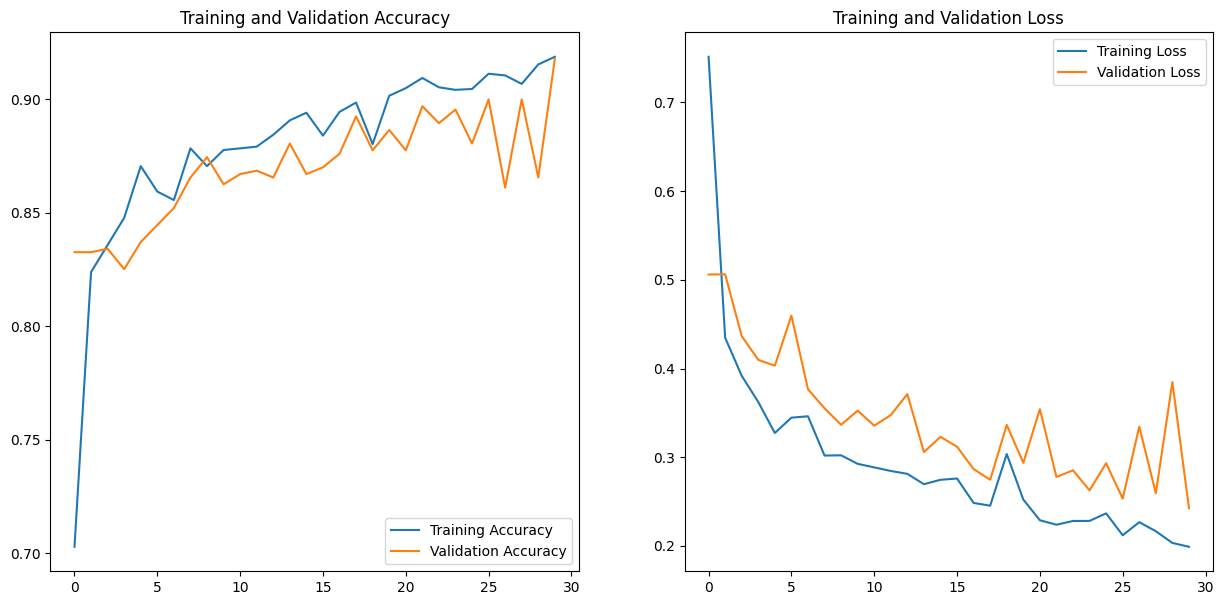 Training and Validation Accuracy
0.90
0.85
0.80
0.75
0.70
0 5 10 15 20 25 30
Training Accuracy
Validation Accuracy
Training and Validation Loss
0.7
0.6
0.5
0.4
0.3
0.2
0 5 10 15 20 25 30
Training Loss
Validation Loss